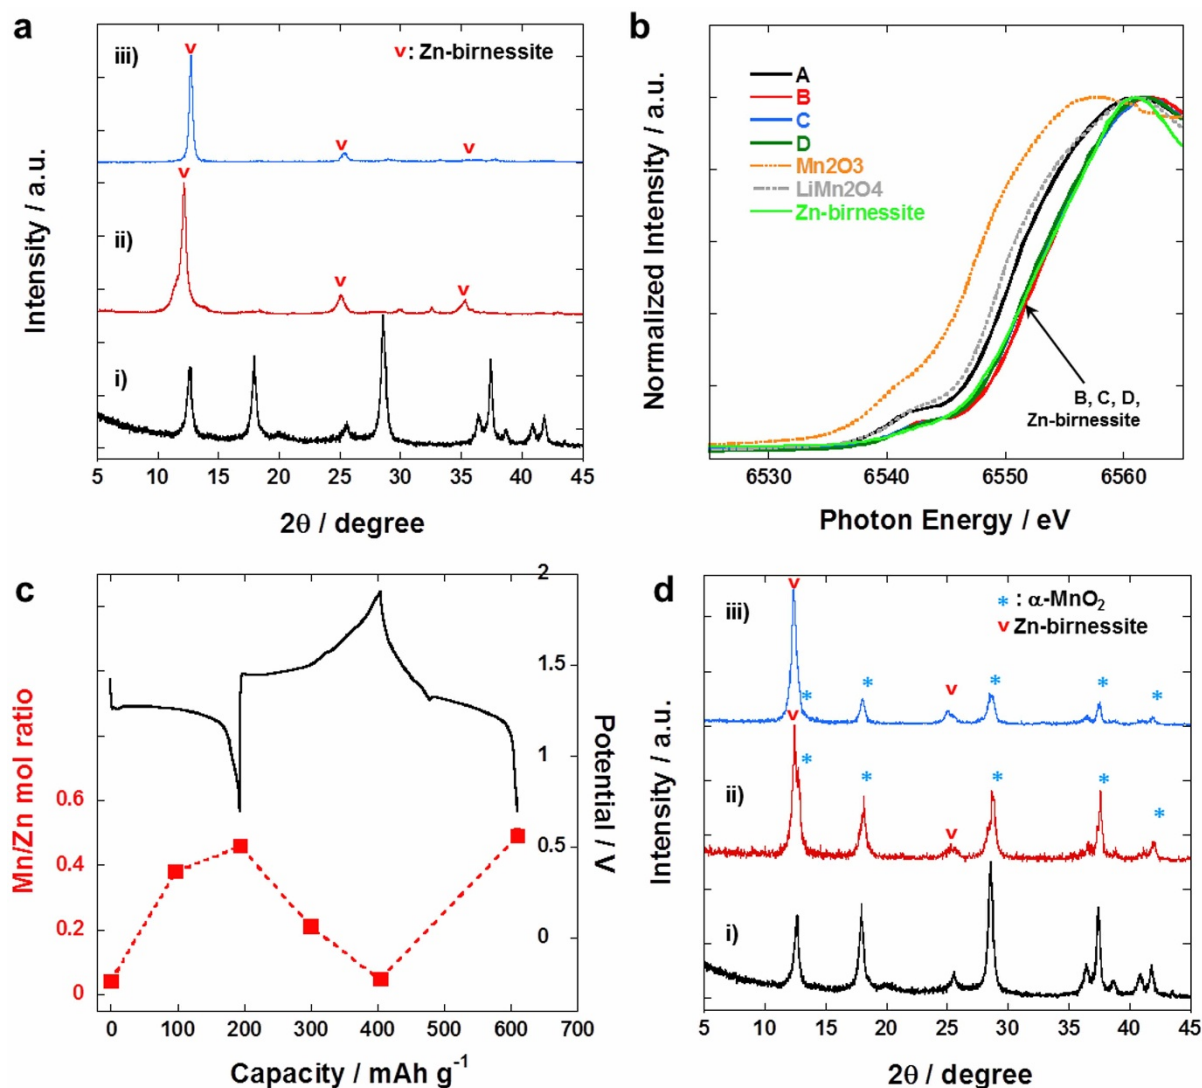 a
iii)
v: Zn-birnessite
v
v
v
v
ii)
v
v
i)
Intensity / a.u.
5 10 15 20 25 30 35 40 45
2θ / degree
b
A
B
C
D
Mn2O3
LiMn2O4
Zn-birnessite
B, C, D,
Zn-birnessite
Normalized Intensity / a.u.
6530 6540 6550 6560
Photon Energy / eV
c
2
1.5
1
0.5
0
Potential / V
0.6
0.4
0.2
0
Mn/Zn mol ratio
0 100 200 300 400 500 600 700
Capacity / mAh g⁻¹
d
v
iii)
* : α-MnO₂
v Zn-birnessite
* * v * * *
v
ii)
* * v * * *
i)
Intensity / a.u.
5 10 15 20 25 30 35 40 45
2θ / degree